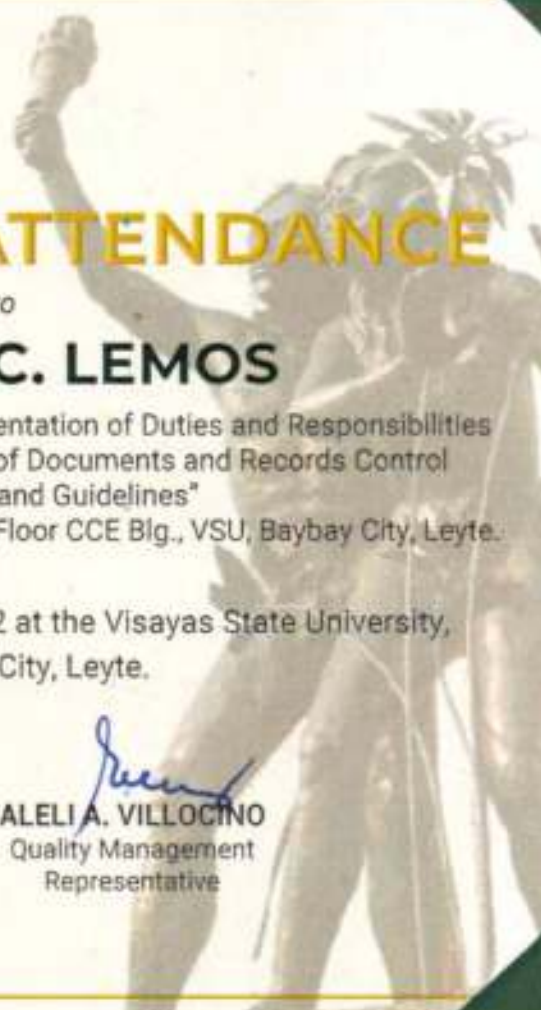 ATTENDANCE
to
C. LEMOS
entation of Duties and Responsibilities
of Documents and Records Control
and Guidelines”
Floor CCE Blg., VSU, Baybay City, Leyte.
2 at the Visayas State University,
City, Leyte.
ALELI A. VILLOCINO
Quality Management
Representative